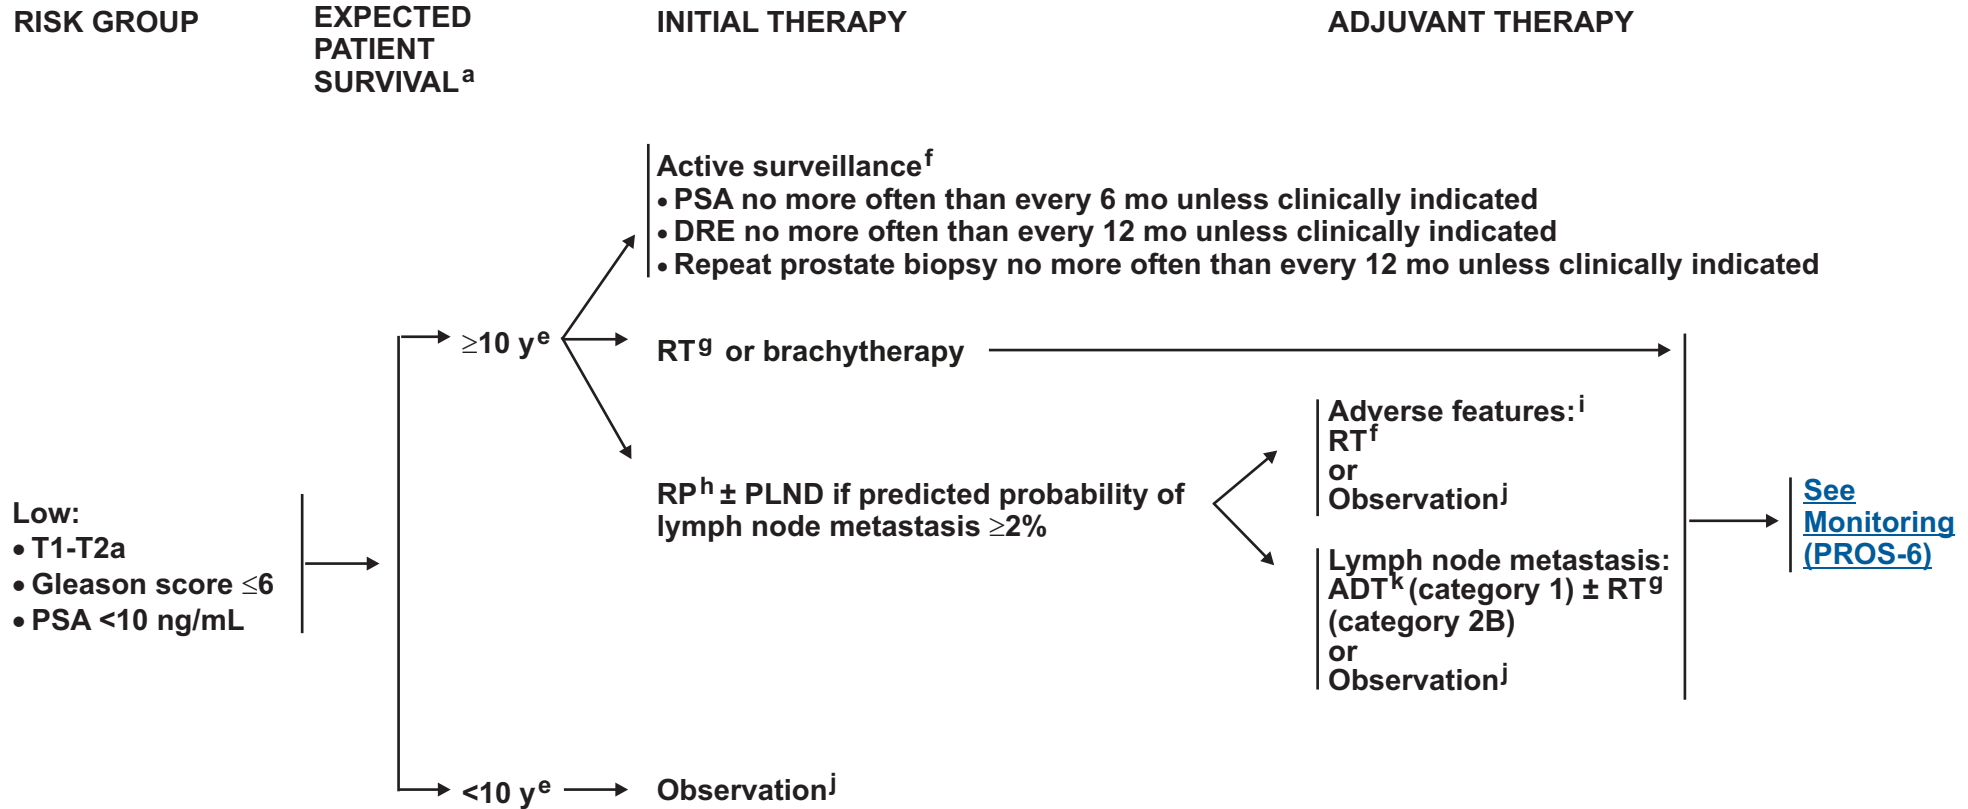 RISK GROUP
EXPECTED
PATIENT
SURVIVALᵃ
INITIAL THERAPY
ADJUVANT THERAPY
Active surveillanceᶠ
• PSA no more often than every 6 mo unless clinically indicated
• DRE no more often than every 12 mo unless clinically indicated
• Repeat prostate biopsy no more often than every 12 mo unless clinically indicated
≥10 yᵉ
RTᵍ or brachytherapy
Adverse features:ⁱ
RTᶠ
or
Observationʲ
RPʰ ± PLND if predicted probability of
lymph node metastasis ≥2%
Low:
• T1-T2a
• Gleason score ≤6
• PSA <10 ng/mL
Lymph node metastasis:
ADTᵏ (category 1) ± RTᵍ
(category 2B)
or
Observationʲ
See
Monitoring
(PROS-6)
<10 yᵉ
Observationʲ